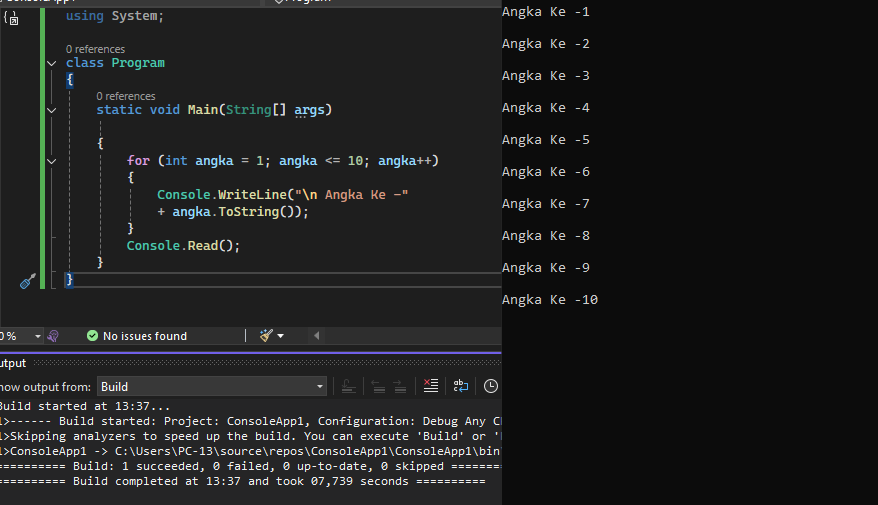 using System;
0 references
class Program
{
0 references
static void Main(String[] args)
{
for (int angka = 1; angka <= 10; angka++)
{
Console.WriteLine("\n Angka Ke -"
+ angka.ToString());
}
Console.Read();
}
}
No issues found
Show output from: Build
Build started at 13:37...
1>------ Build started: Project: ConsoleApp1, Configuration: Debug Any C
1>Skipping analyzers to speed up the build. You can execute 'Build' or '
1>ConsoleApp1 -> C:\Users\PC-13\source\repos\ConsoleApp1\ConsoleApp1\bin
========== Build: 1 succeeded, 0 failed, 0 up-to-date, 0 skipped ========
========== Build completed at 13:37 and took 07,739 seconds ==========
Angka Ke -1
Angka Ke -2
Angka Ke -3
Angka Ke -4
Angka Ke -5
Angka Ke -6
Angka Ke -7
Angka Ke -8
Angka Ke -9
Angka Ke -10